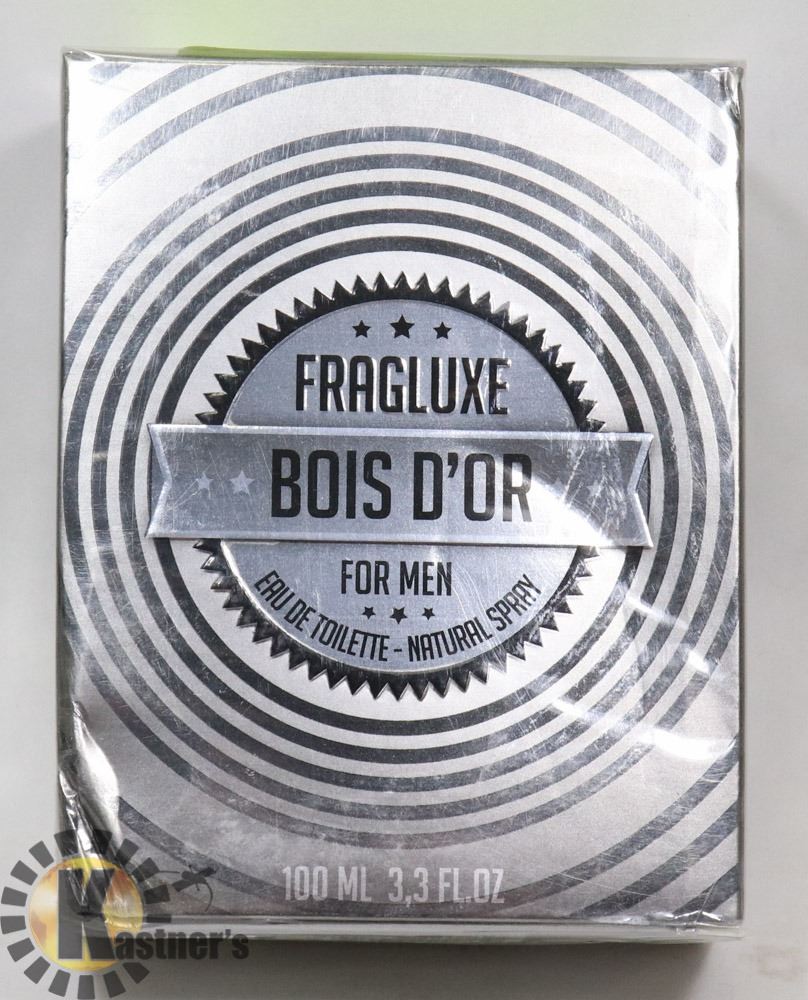 FRAGLUXE
BOIS D'OR
FOR MEN
EAU DE TOILETTE - NATURAL SPRAY
100 ML 3,3 FL.OZ
Kastner's